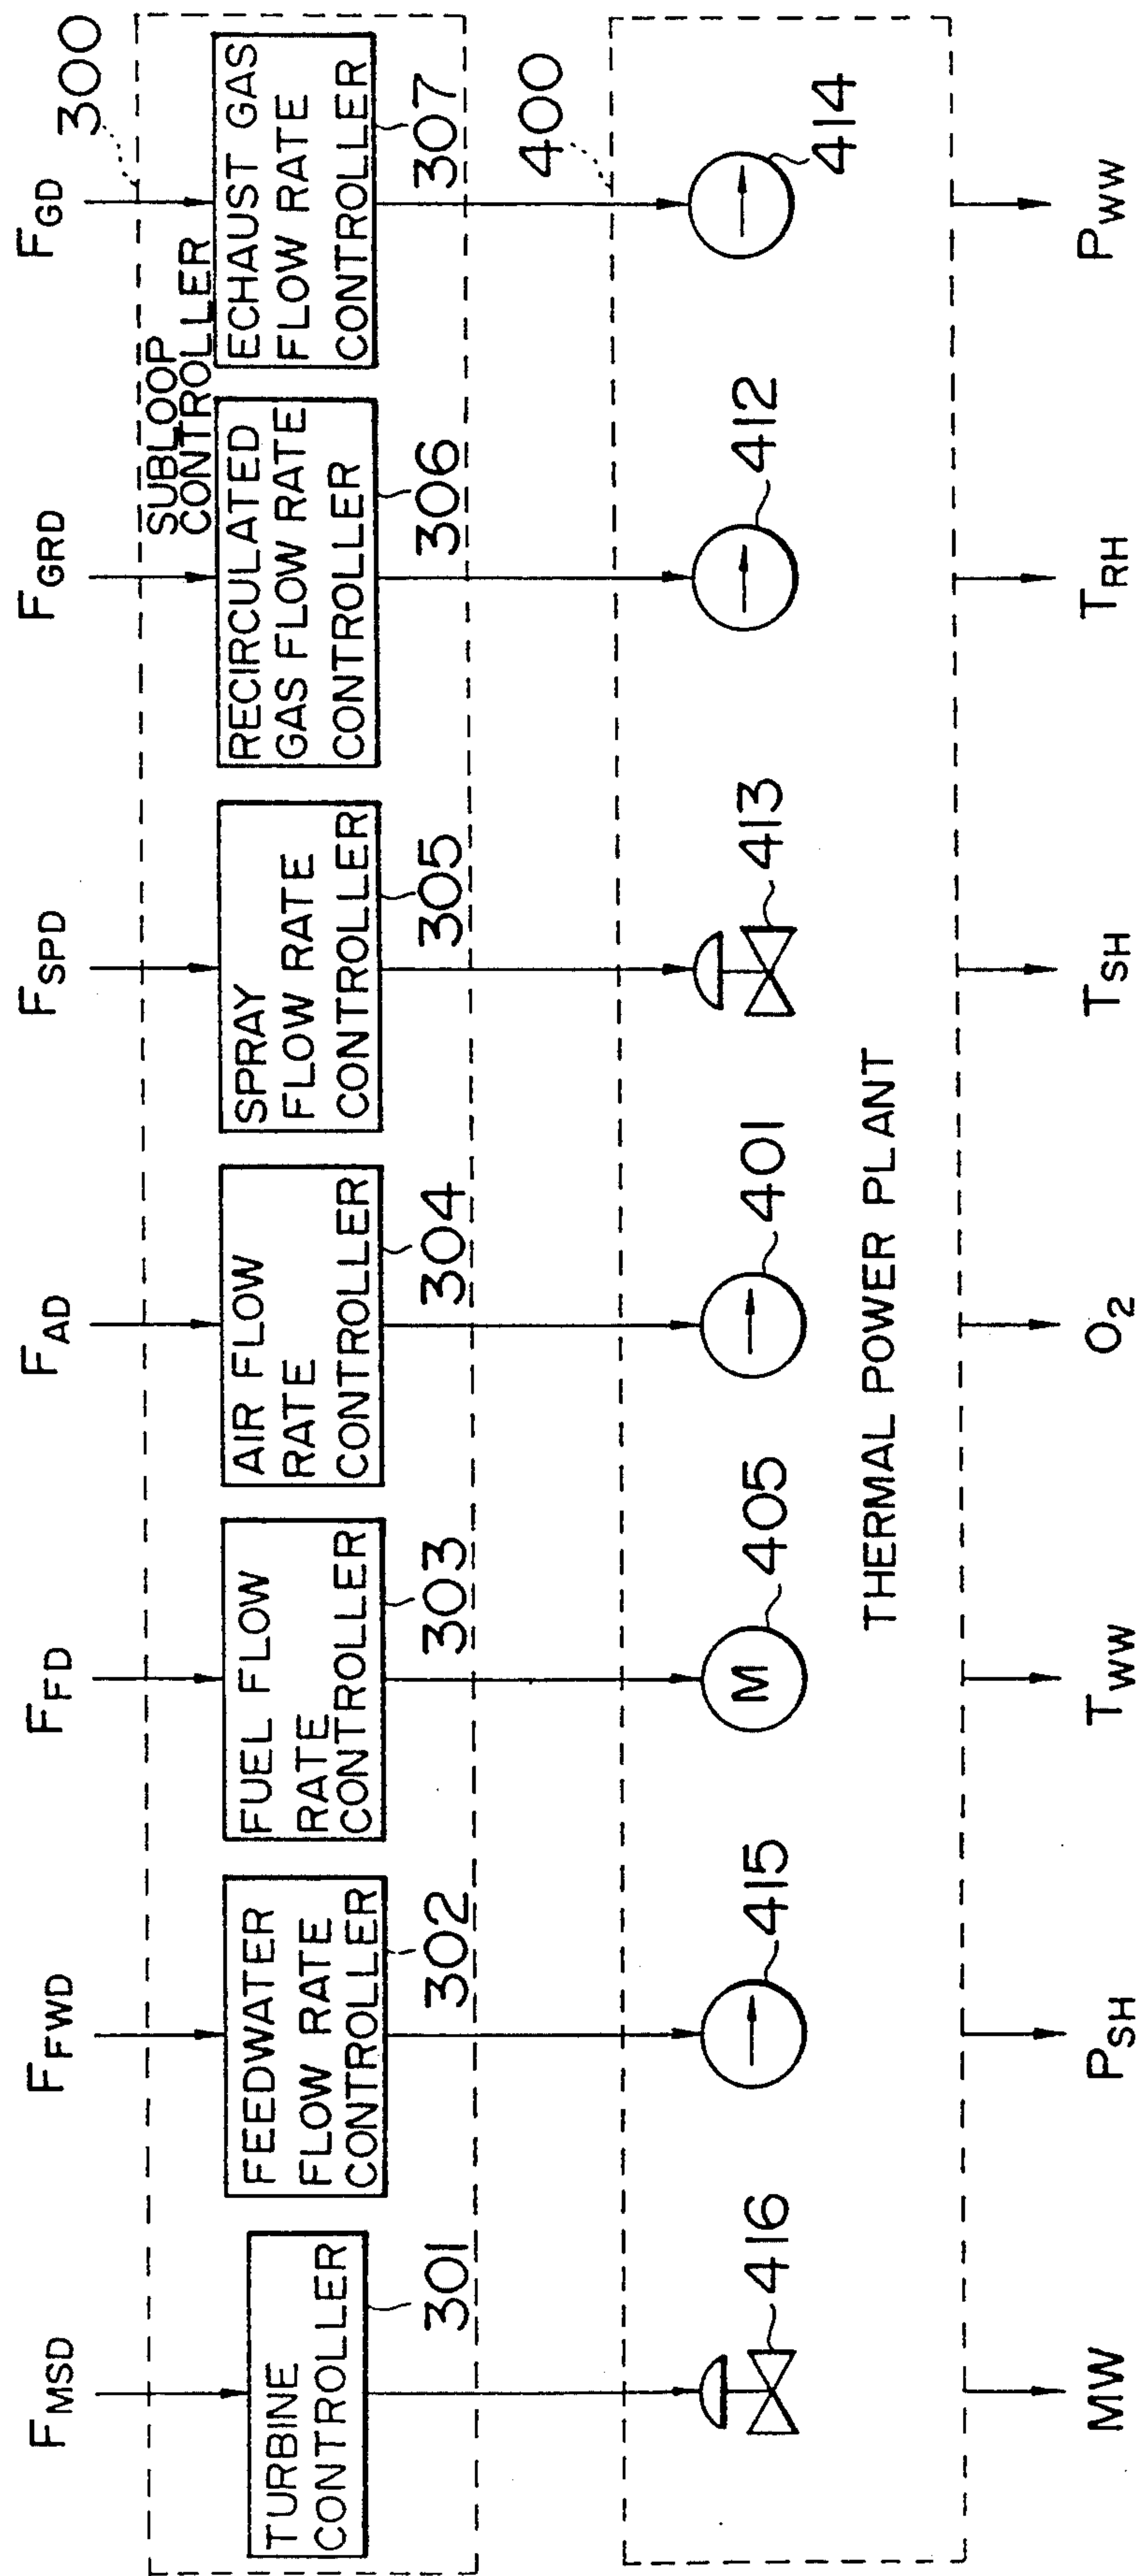 F_MSD
F_FWD
F_FD
F_AD
F_SPD
F_GRD
F_GD
300
SUBLOOP
CONTROLLER
TURBINE
CONTROLLER
301
FEEDWATER
FLOW RATE
CONTROLLER
302
FUEL FLOW
RATE
CONTROLLER
303
AIR FLOW
RATE
CONTROLLER
304
SPRAY
FLOW RATE
CONTROLLER
305
RECIRCULATED
GAS FLOW RATE
CONTROLLER
306
ECHAUST GAS
FLOW RATE
CONTROLLER
307
400
416
415
M
405
401
413
412
414
THERMAL POWER PLANT
MW
P_SH
T_WW
O_2
T_SH
T_RH
P_WW